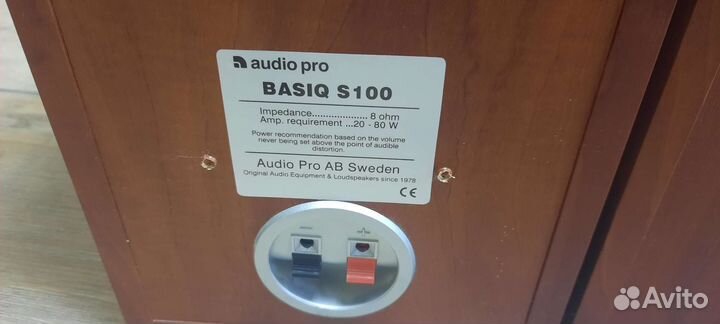 audio pro
BASIQ S100
Impedance.................... 8 ohm
Amp. requirement ...20 - 80 W
Power recommendation based on the volume
never being set above the point of audible
distortion.
Audio Pro AB Sweden
Original Audio Equipment & Loudspeakers since 1978
CE
− +
Avito